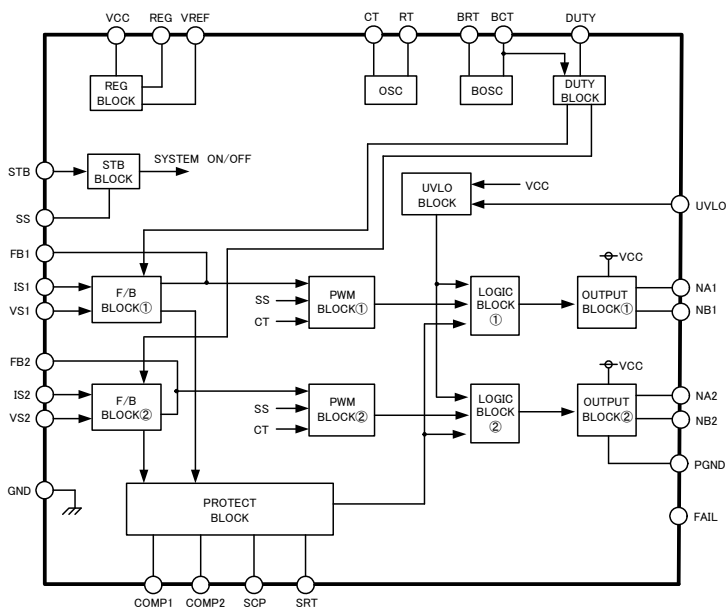 VCC REG VREF CT RT BRT BCT DUTY
REG
BLOCK
OSC
BOSC
DUTY
BLOCK
STB
STB
BLOCK
SYSTEM ON/OFF
SS
UVLO
BLOCK
VCC
UVLO
FB1
IS1
VS1
F/B
BLOCK①
SS
CT
PWM
BLOCK①
LOGIC
BLOCK
①
VCC
OUTPUT
BLOCK①
NA1
NB1
FB2
IS2
VS2
F/B
BLOCK②
SS
CT
PWM
BLOCK②
LOGIC
BLOCK
②
VCC
OUTPUT
BLOCK②
NA2
NB2
PGND
GND
PROTECT
BLOCK
FAIL
COMP1 COMP2 SCP SRT